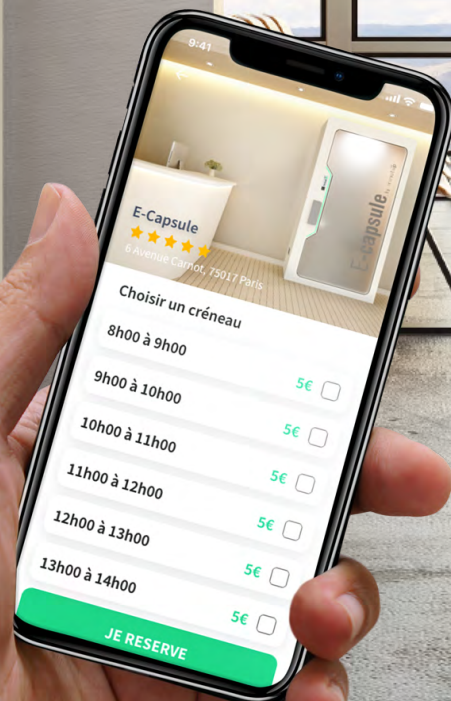 9:41
E-capsule
E-Capsule
6 Avenue Carnot, 75017 Paris
Choisir un créneau
8h00 à 9h00 5€
9h00 à 10h00 5€
10h00 à 11h00 5€
11h00 à 12h00 5€
12h00 à 13h00 5€
13h00 à 14h00 5€
JE RESERVE